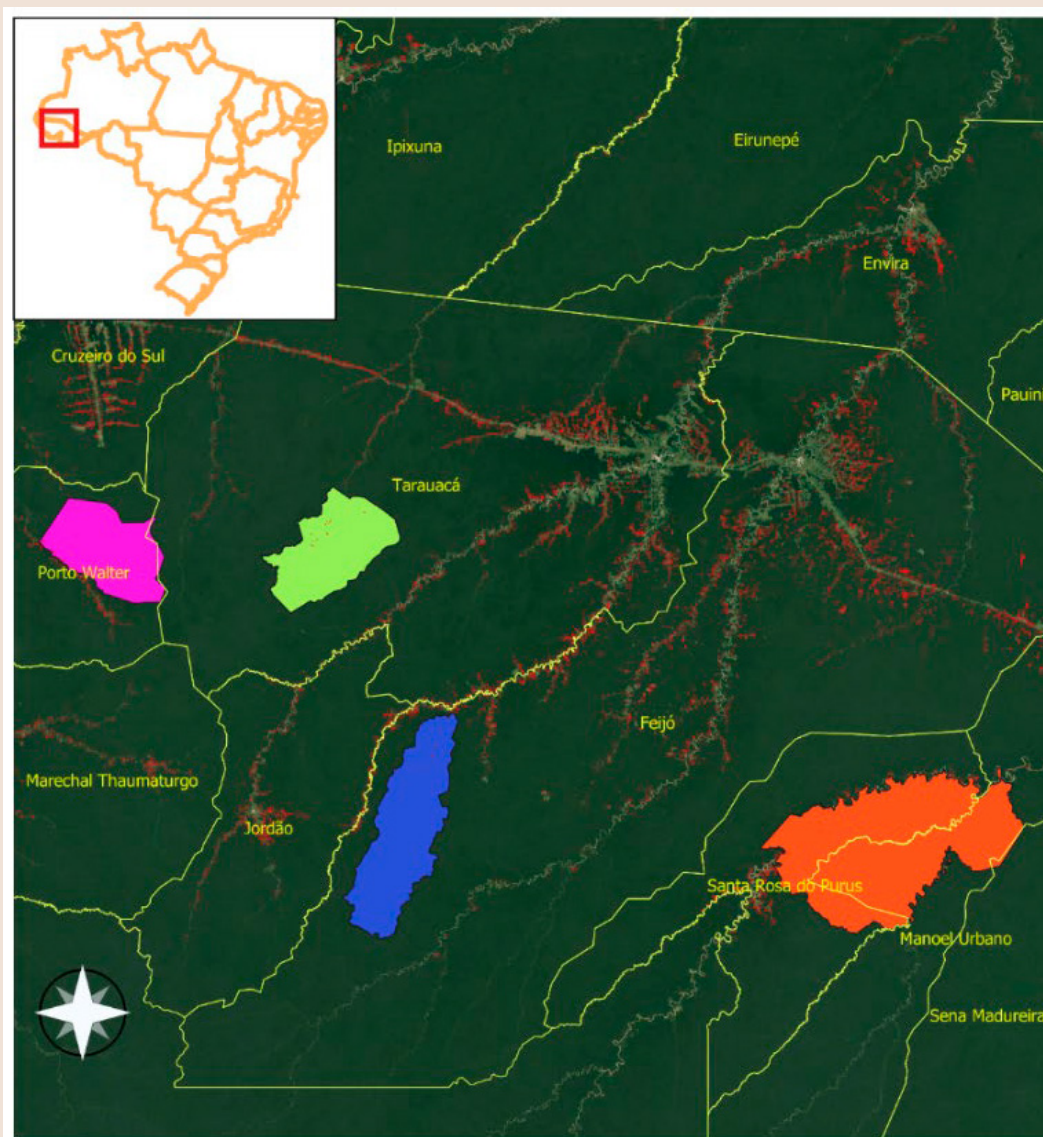 Ipixuna
Eirunepé
Envira
Cruzeiro do Sul
Pauini
Tarauacá
Porto Walter
Feijó
Marechal Thaumaturgo
Jordão
Santa Rosa do Purus
Manoel Urbano
Sena Madureira